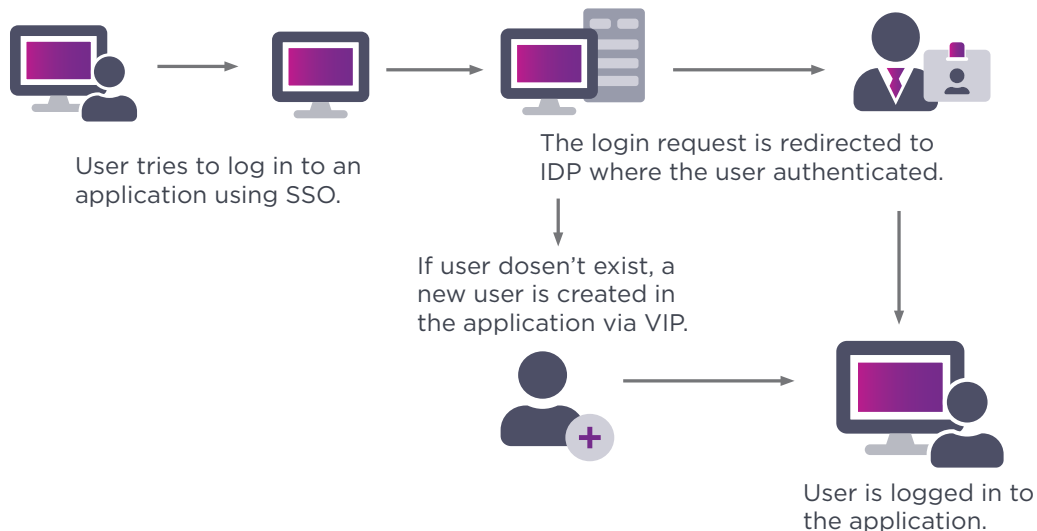 User tries to log in to an
application using SSO.
The login request is redirected to
IDP where the user authenticated.
If user dosen't exist, a
new user is created in
the application via VIP.
User is logged in to
the application.